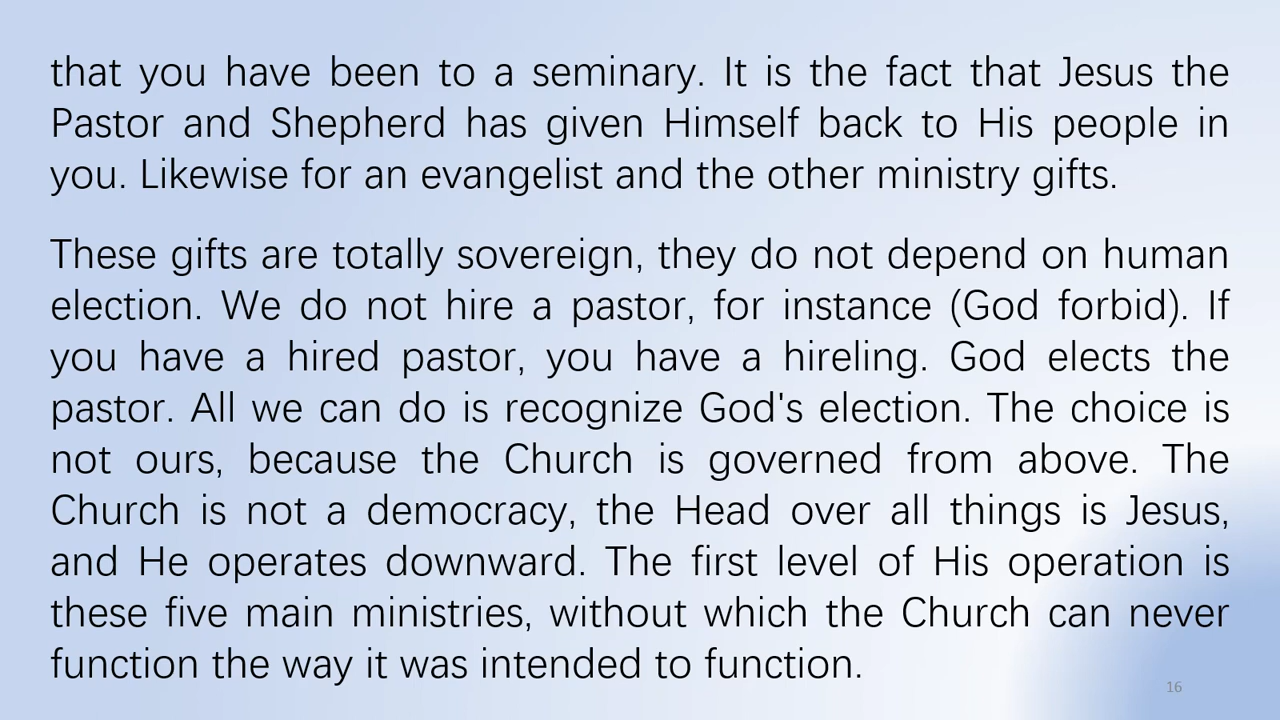 that you have been to a seminary. It is the fact that Jesus the
Pastor and Shepherd has given Himself back to His people in
you. Likewise for an evangelist and the other ministry gifts.
These gifts are totally sovereign, they do not depend on human
election. We do not hire a pastor, for instance (God forbid). If
you have a hired pastor, you have a hireling. God elects the
pastor. All we can do is recognize God's election. The choice is
not ours, because the Church is governed from above. The
Church is not a democracy, the Head over all things is Jesus,
and He operates downward. The first level of His operation is
these five main ministries, without which the Church can never
function the way it was intended to function.
16